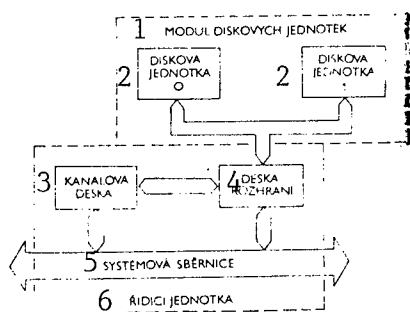 1 MODUL DISKOVÝCH JEDNOTEK
2 DISKOVÁ
JEDNOTKA
0
2 DISKOVÁ
JEDNOTKA
3 KANÁLOVÁ
DESKA
4 DESKA
ROZHRANÍ
5 SYSTÉMOVÁ SBĚRNICE
6 ŘÍDICÍ JEDNOTKA